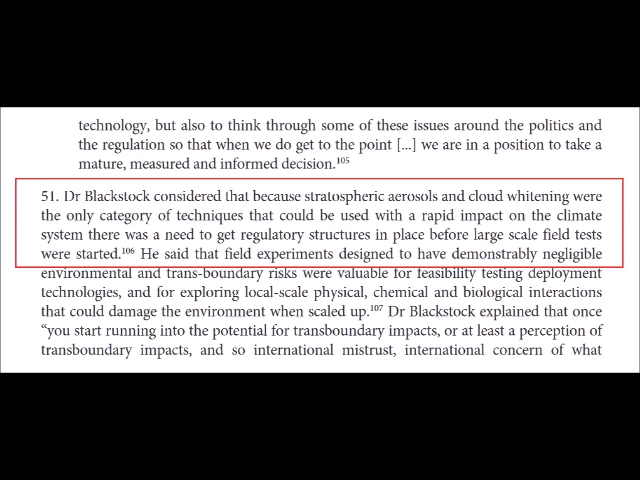 technology, but also to think through some of these issues around the politics and
the regulation so that when we do get to the point [...] we are in a position to take a
mature, measured and informed decision.¹⁰⁵
51. Dr Blackstock considered that because stratospheric aerosols and cloud whitening were
the only category of techniques that could be used with a rapid impact on the climate
system there was a need to get regulatory structures in place before large scale field tests
were started.¹⁰⁶ He said that field experiments designed to have demonstrably negligible
environmental and trans-boundary risks were valuable for feasibility testing deployment
technologies, and for exploring local-scale physical, chemical and biological interactions
that could damage the environment when scaled up.¹⁰⁷ Dr Blackstock explained that once
“you start running into the potential for transboundary impacts, or at least a perception of
transboundary impacts, and so international mistrust, international concern of what